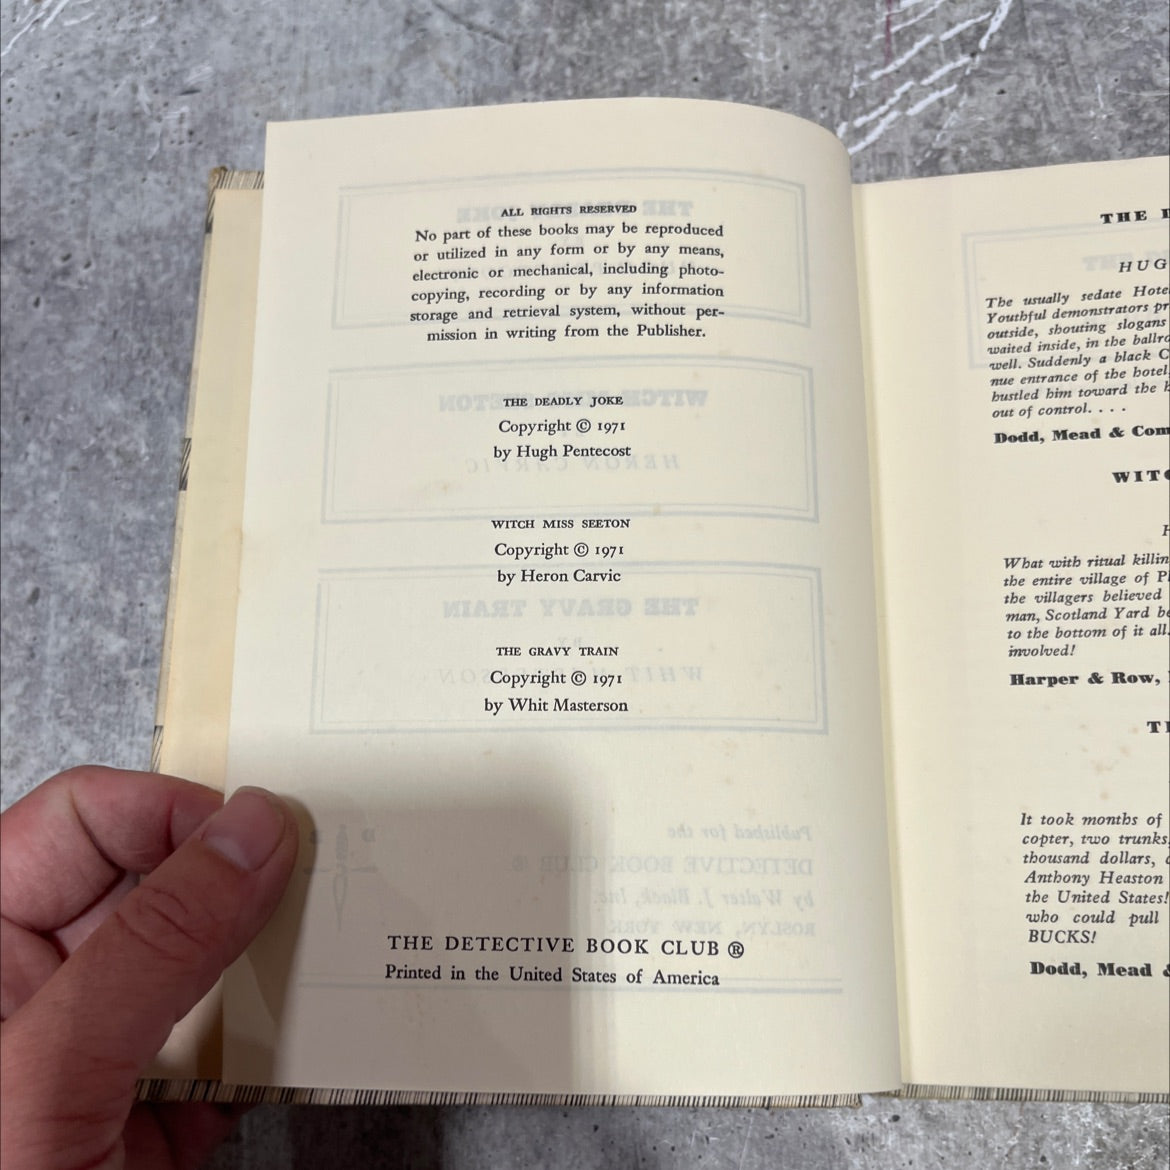 ALL RIGHTS RESERVED
No part of these books may be reproduced
or utilized in any form or by any means,
electronic or mechanical, including photo-
copying, recording or by any information
storage and retrieval system, without per-
mission in writing from the Publisher.
THE DEADLY JOKE
Copyright © 1971
by Hugh Pentecost
WITCH MISS SEETON
Copyright © 1971
by Heron Carvic
THE GRAVY TRAIN
Copyright © 1971
by Whit Masterson
THE DETECTIVE BOOK CLUB ®
Printed in the United States of America
THE
HUG
The usually sedate Hote
Youthful demonstrators pr
outside, shouting slogans
waited inside, in the ballro
well. Suddenly a black C
nue entrance of the hotel,
hustled him toward the h
out of control. . . .
Dodd, Mead & Com
WITC
What with ritual killin
the entire village of Pl
the villagers believed
man, Scotland Yard be
to the bottom of it all.
involved!
Harper & Row,
It took months of
copter, two trunks,
thousand dollars,
Anthony Heaston
the United States!
who could pull
BUCKS!
Dodd, Mead &